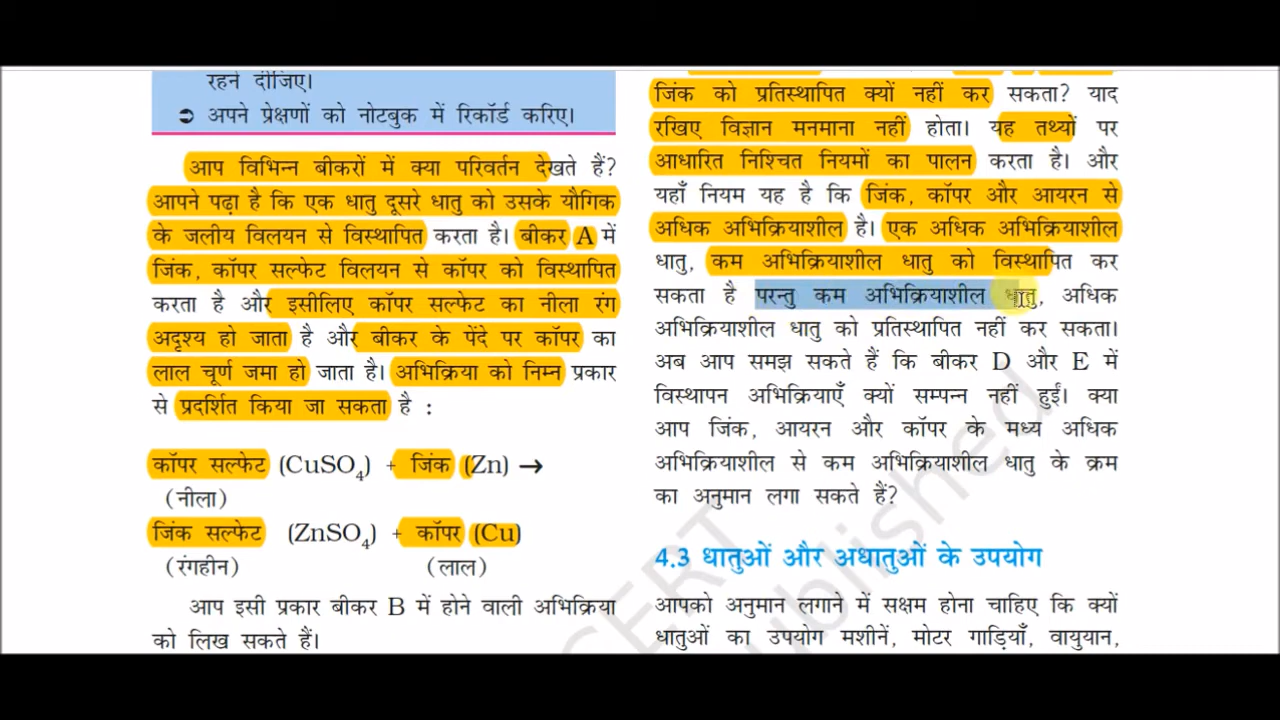 रहने दीजिए।
➲ अपने प्रेक्षणों को नोटबुक में रिकॉर्ड करिए।
आप विभिन्न बीकरों में क्या परिवर्तन देखते हैं?
आपने पढ़ा है कि एक धातु दूसरे धातु को उसके यौगिक
के जलीय विलयन से विस्थापित करता है। बीकर A में
जिंक, कॉपर सल्फेट विलयन से कॉपर को विस्थापित
करता है और इसीलिए कॉपर सल्फेट का नीला रंग
अदृश्य हो जाता है और बीकर के पेंदे पर कॉपर का
लाल चूर्ण जमा हो जाता है। अभिक्रिया को निम्न प्रकार
से प्रदर्शित किया जा सकता है :
कॉपर सल्फेट (CuSO₄) + जिंक (Zn) →
(नीला)
जिंक सल्फेट (ZnSO₄) + कॉपर (Cu)
(रंगहीन) (लाल)
आप इसी प्रकार बीकर B में होने वाली अभिक्रिया
को लिख सकते हैं।
जिंक को प्रतिस्थापित क्यों नहीं कर सकता? याद
रखिए विज्ञान मनमाना नहीं होता। यह तथ्यों पर
आधारित निश्चित नियमों का पालन करता है। और
यहाँ नियम यह है कि जिंक, कॉपर और आयरन से
अधिक अभिक्रियाशील है। एक अधिक अभिक्रियाशील
धातु, कम अभिक्रियाशील धातु को विस्थापित कर
सकता है परन्तु कम अभिक्रियाशील धातु, अधिक
अभिक्रियाशील धातु को प्रतिस्थापित नहीं कर सकता।
अब आप समझ सकते हैं कि बीकर D और E में
विस्थापन अभिक्रियाएँ क्यों सम्पन्न नहीं हुईं। क्या
आप जिंक, आयरन और कॉपर के मध्य अधिक
अभिक्रियाशील से कम अभिक्रियाशील धातु के क्रम
का अनुमान लगा सकते हैं?
4.3 धातुओं और अधातुओं के उपयोग
आपको अनुमान लगाने में सक्षम होना चाहिए कि क्यों
धातुओं का उपयोग मशीनें, मोटर गाड़ियाँ, वायुयान,